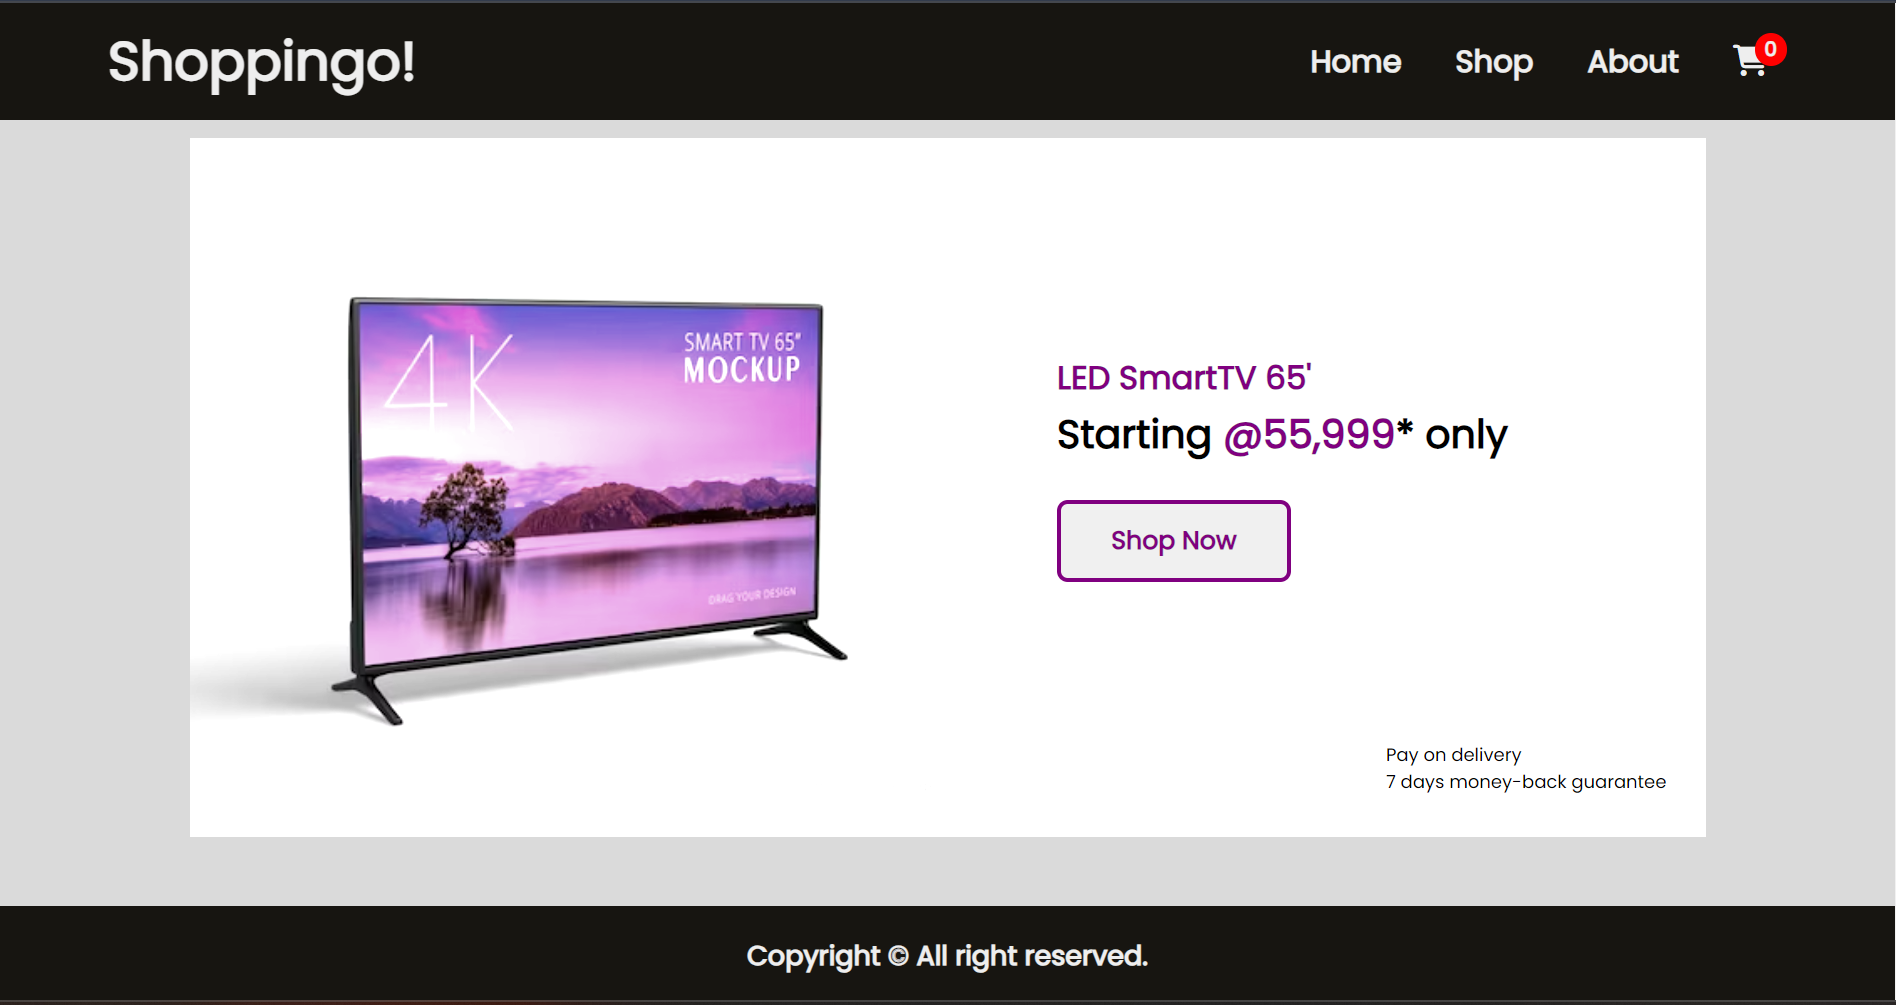 Shoppingo!
Home Shop About 0
4K
SMART TV 65"
MOCKUP
DRAG YOUR DESIGN
LED SmartTV 65'
Starting @55,999* only
Shop Now
Pay on delivery
7 days money-back guarantee
Copyright © All right reserved.